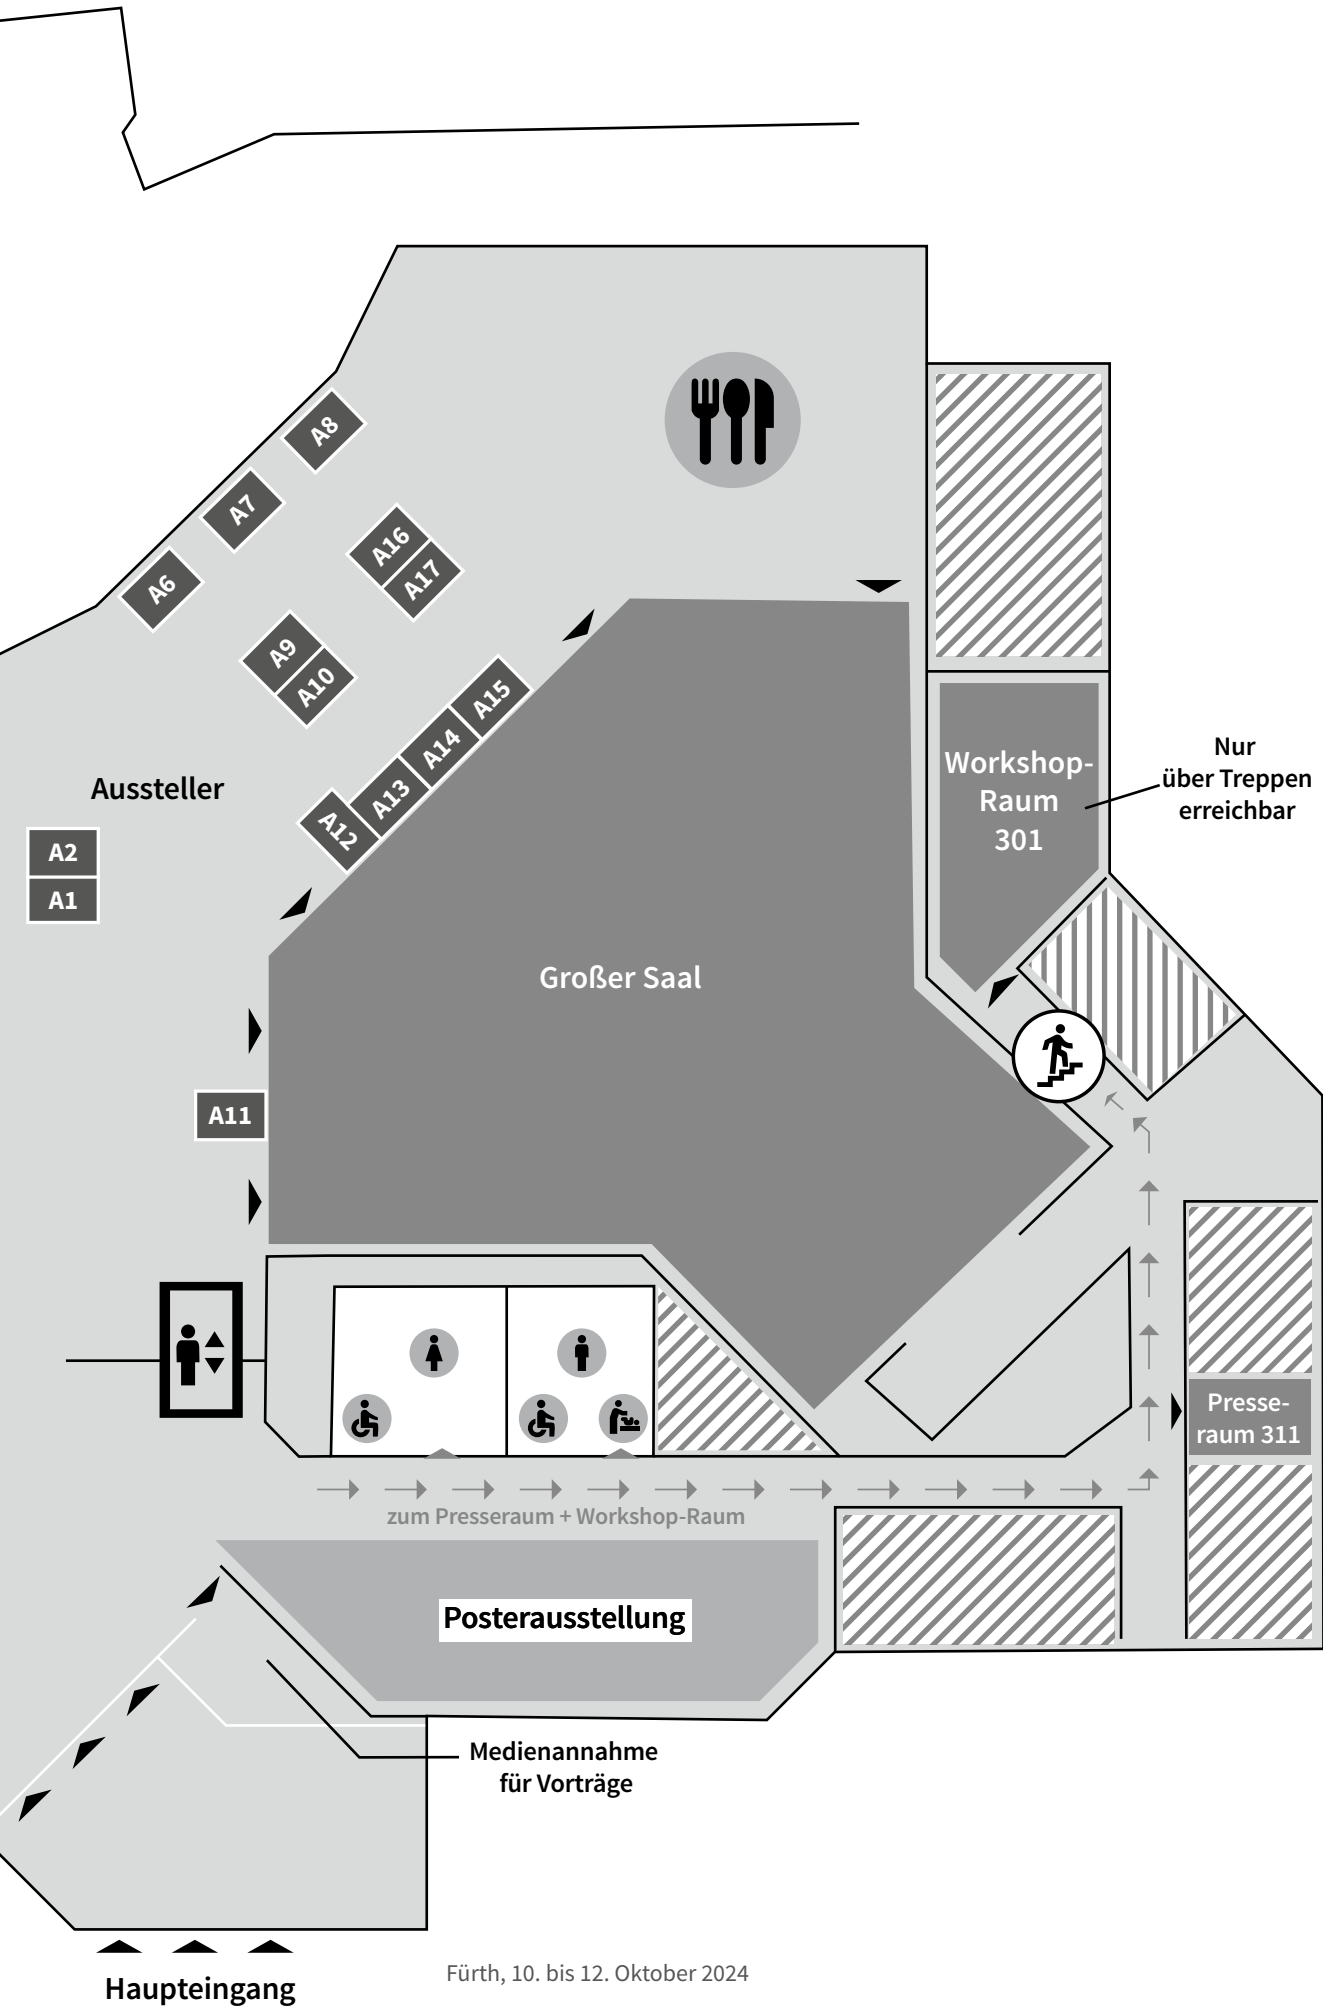 A8
A7
A16
A17
A6
A9
A10
A15
A14
A13
A12
Aussteller
A2
A1
Workshop-
Raum
301
Nur
über Treppen
erreichbar
Großer Saal
A11
Presse-
raum 311
zum Presseraum + Workshop-Raum
Posterausstellung
Medienannahme
für Vorträge
Haupteingang
Fürth, 10. bis 12. Oktober 2024